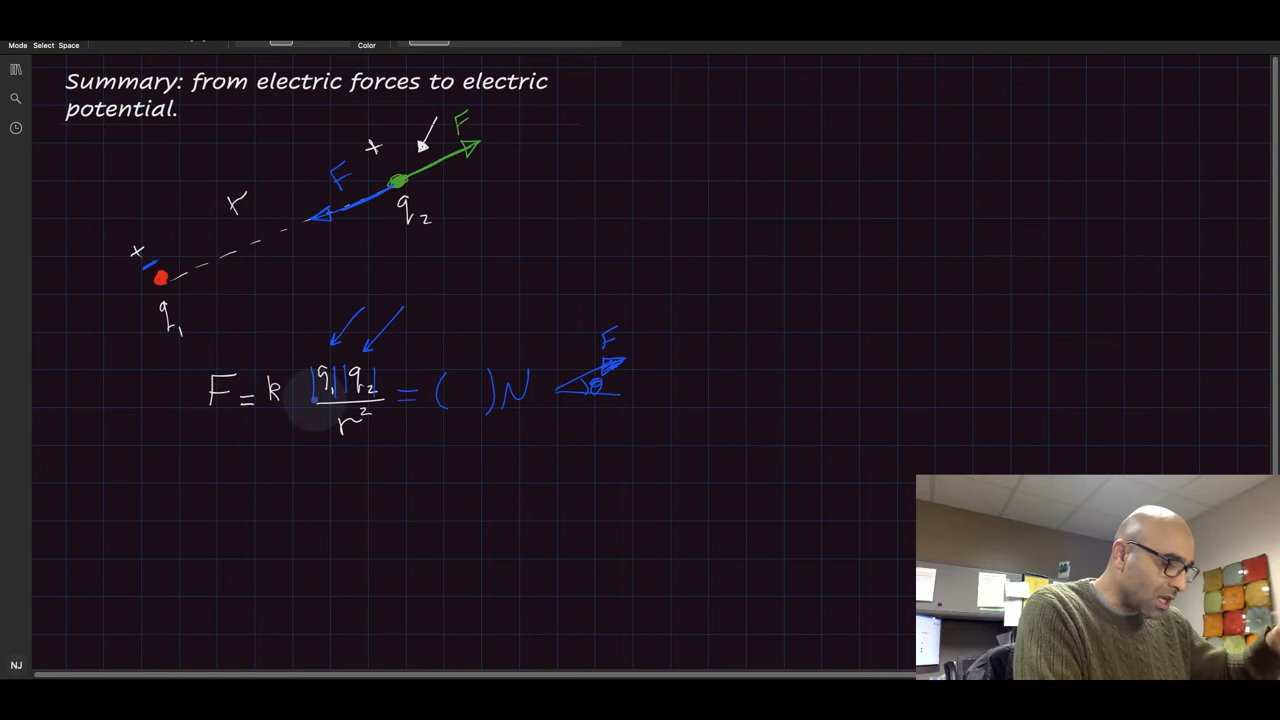 Mode Select Space Color
Summary: from electric forces to electric
potential.
F
+
F
r
q₂
+
−
q₁
F
F = k |q₁||q₂| / r² = ( ) N
θ
NJ